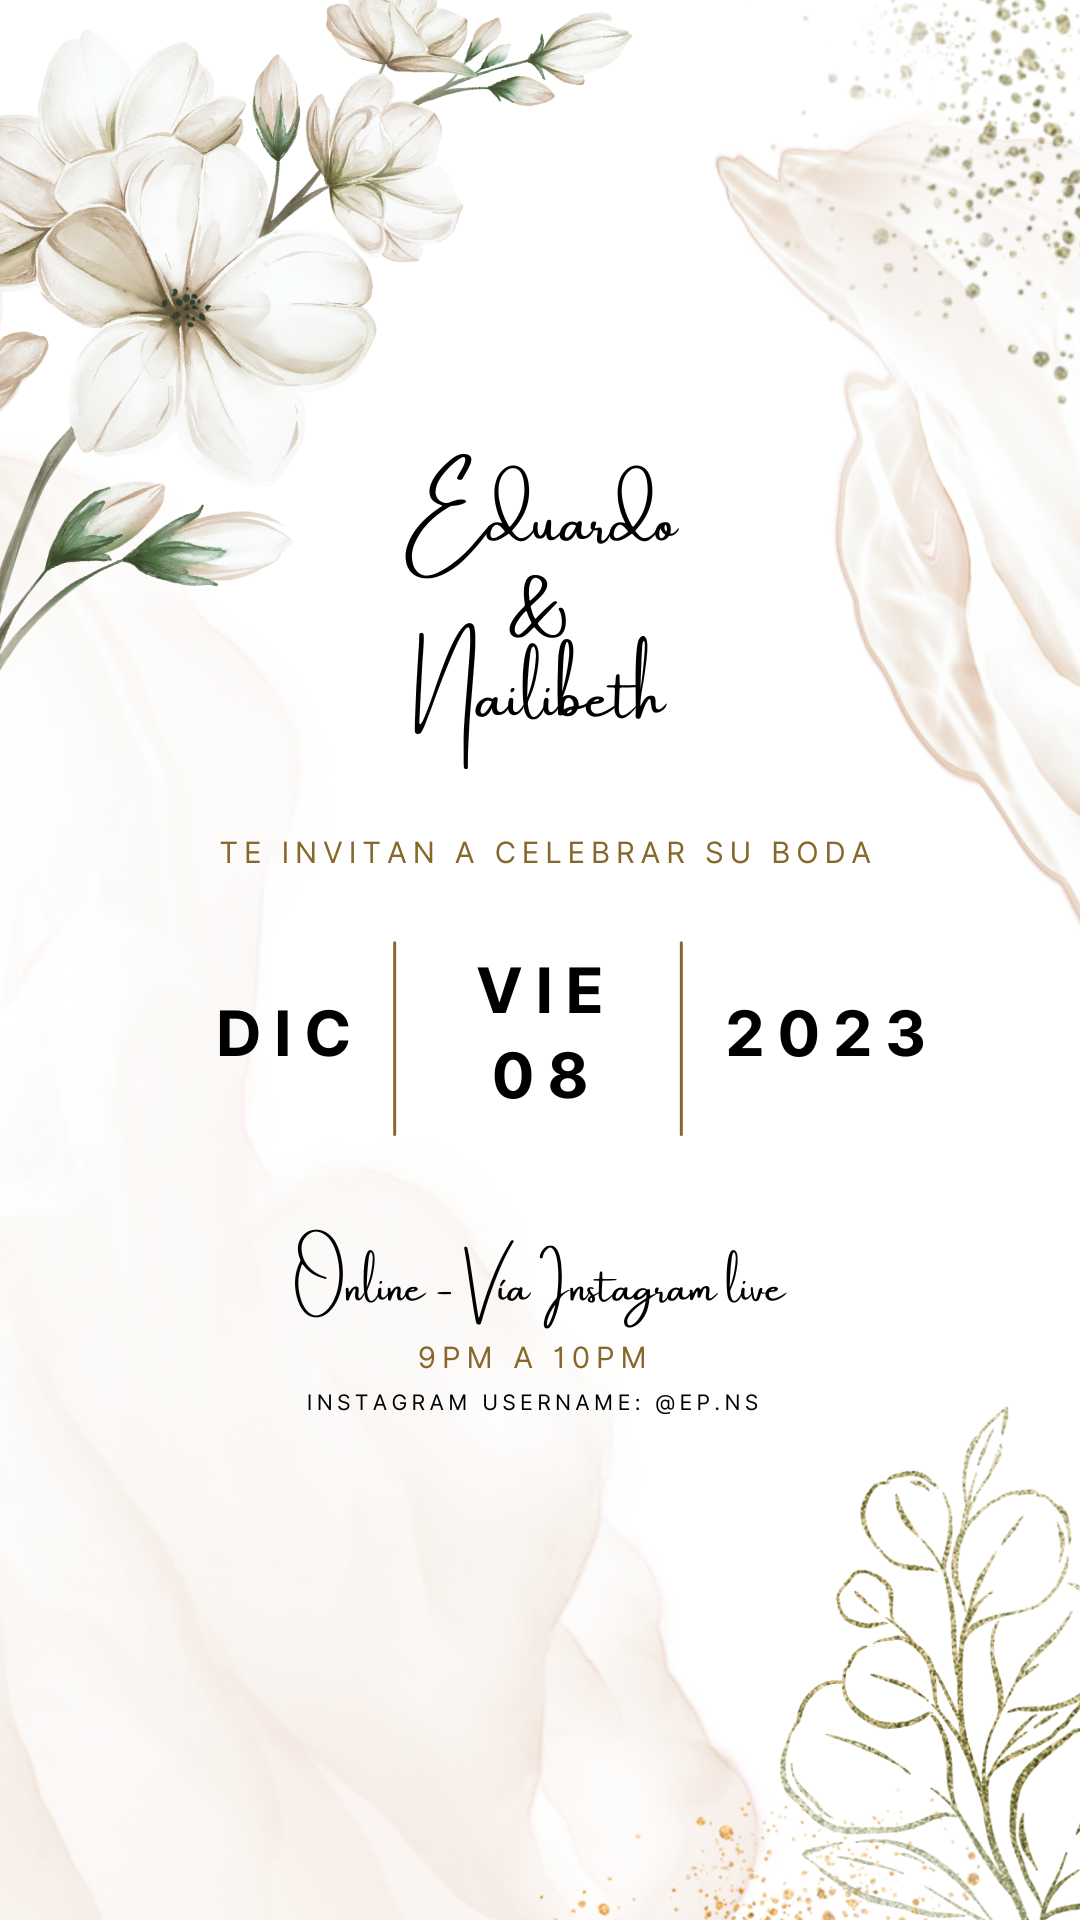 Eduardo
&
Nailibeth
TE INVITAN A CELEBRAR SU BODA
DIC
VIE
08
2023
Online - Vía Instagram live
9PM A 10PM
INSTAGRAM USERNAME: @EP.NS